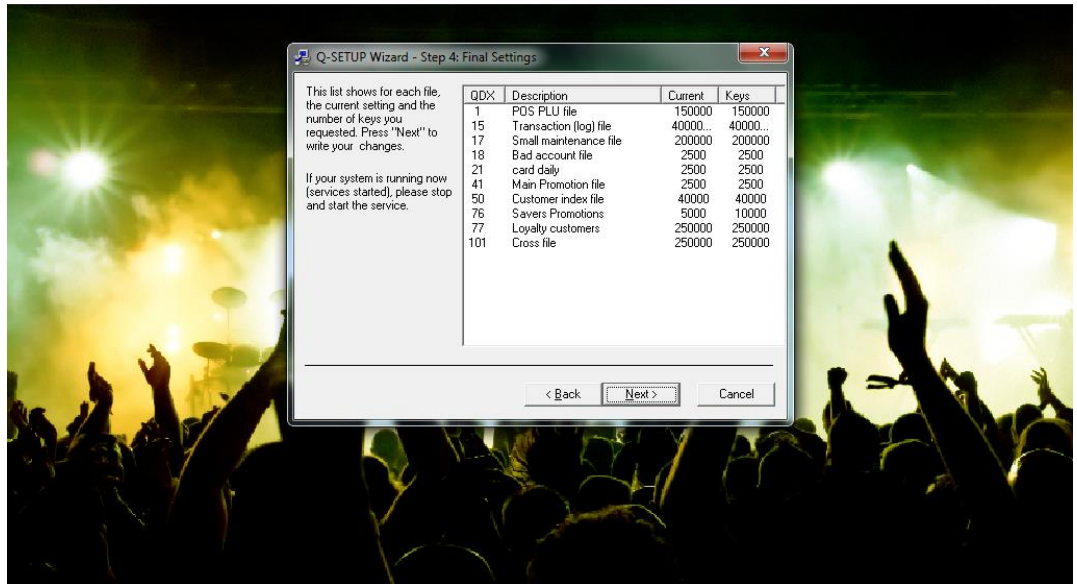 Q-SETUP Wizard - Step 4: Final Settings
This list shows for each file,
the current setting and the
number of keys you
requested. Press "Next" to
write your changes.
If your system is running now
(services started), please stop
and start the service.
QDX Description Current Keys
1 POS PLU file 150000 150000
15 Transaction (log) file 40000... 40000...
17 Small maintenance file 200000 200000
18 Bad account file 2500 2500
21 card daily 2500 2500
41 Main Promotion file 2500 2500
50 Customer index file 40000 40000
76 Savers Promotions 5000 10000
77 Loyalty customers 250000 250000
101 Cross file 250000 250000
< Back Next > Cancel